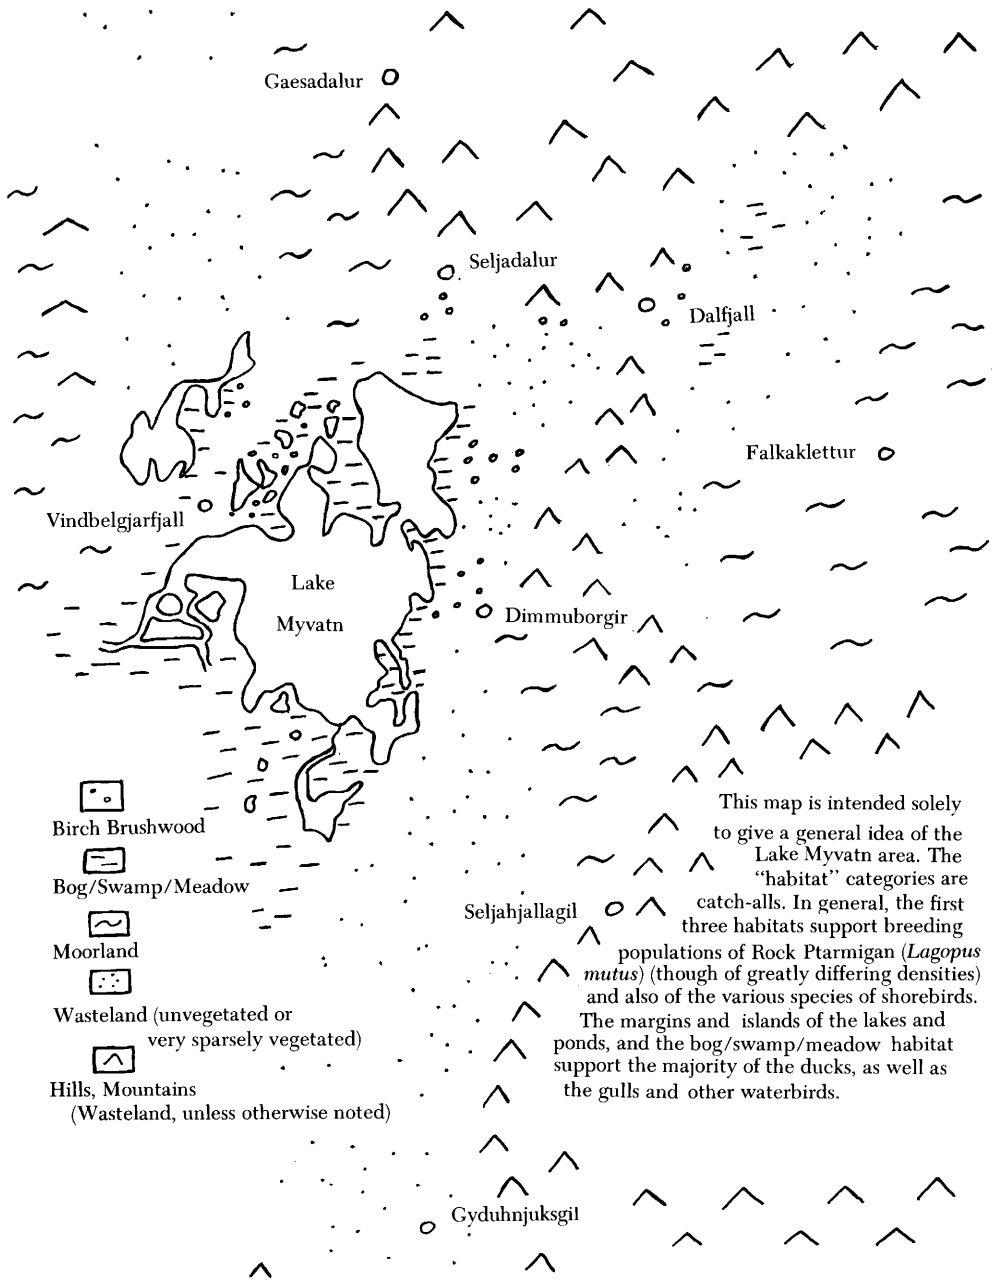 Gaesadalur
Seljadalur
Dalfjall
Falkaklettur
Vindbelgjarfjall
Lake
Myvatn
Dimmuborgir
Birch Brushwood
Bog/Swamp/Meadow
Moorland
Wasteland (unvegetated or
very sparsely vegetated)
Hills, Mountains
(Wasteland, unless otherwise noted)
This map is intended solely
to give a general idea of the
Lake Myvatn area. The
“habitat” categories are
catch-alls. In general, the first
three habitats support breeding
populations of Rock Ptarmigan (Lagopus
mutus) (though of greatly differing densities)
and also of the various species of shorebirds.
The margins and islands of the lakes and
ponds, and the bog/swamp/meadow habitat
support the majority of the ducks, as well as
the gulls and other waterbirds.
Seljahjallagil
Gyduhnjuksgil